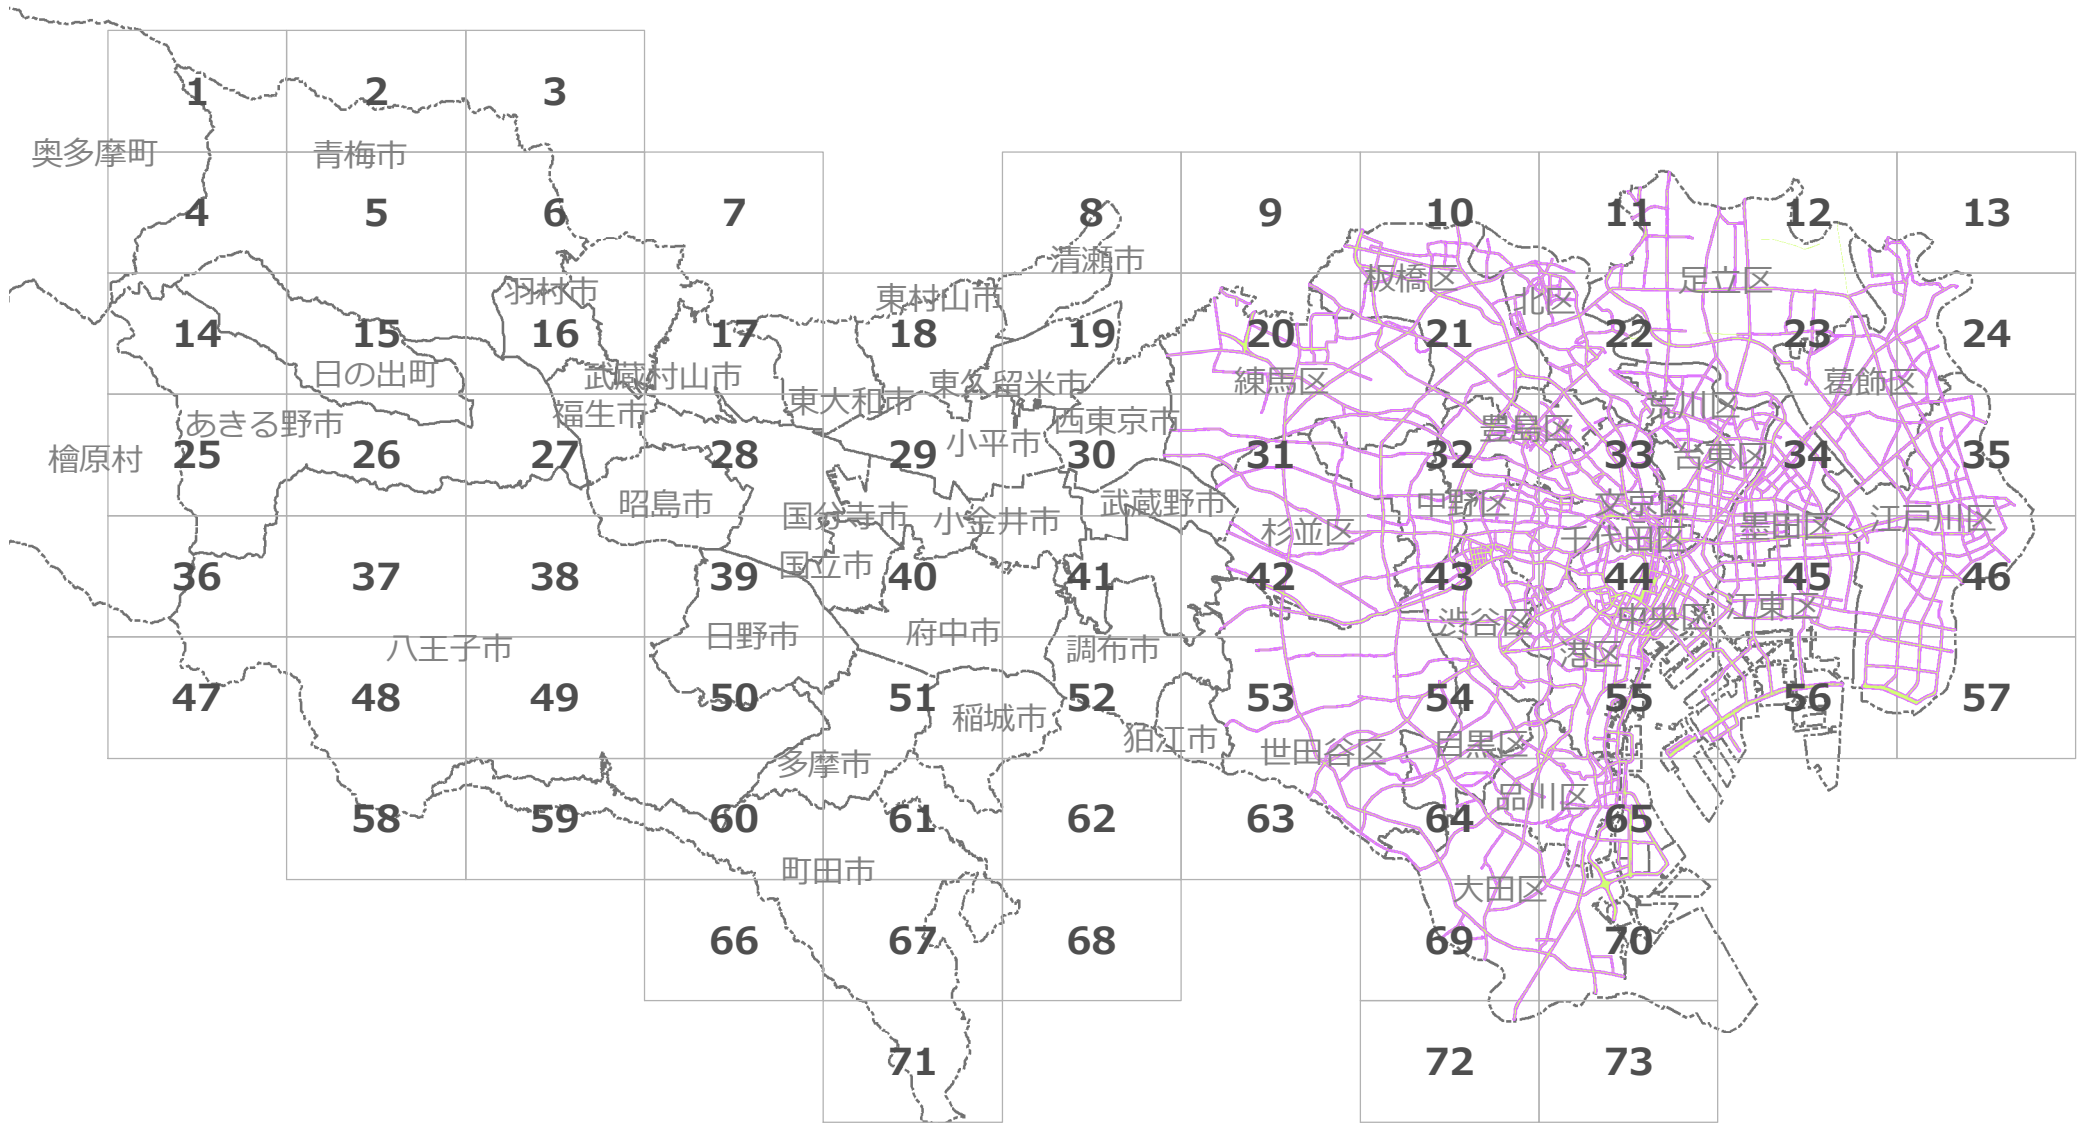 1 2 3
奥多摩町 青梅市
4 5 6 7 8 9 10 11 12 13
清瀬市
羽村市 東村山市 板橋区 北区 足立区
14 15 16 17 18 19 20 21 22 23 24
日の出町 武蔵村山市 東久留米市 練馬区 葛飾区
あきる野市 福生市 東大和市 西東京市 豊島区 荒川区
小平市
檜原村 25 26 27 28 29 30 31 32 33 台東区 34 35
昭島市 国分寺市 小金井市 武蔵野市 杉並区 中野区 文京区 墨田区 江戸川区
国立市 千代田区
36 37 38 39 40 41 42 43 44 45 46
八王子市 日野市 府中市 調布市 渋谷区 中央区 江東区
港区
47 48 49 50 51 52 53 54 55 56 57
稲城市 狛江市 世田谷区 目黒区
多摩市
58 59 60 61 62 63 64 品川区 65
町田市 大田区
66 67 68 69 70
71 72 73